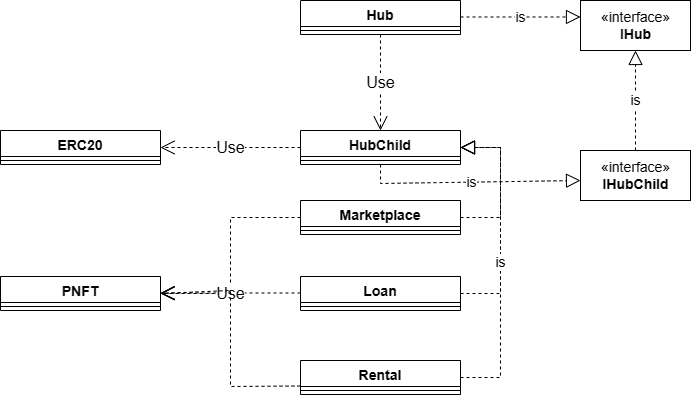 Hub
is
«interface»
IHub
Use
is
ERC20
Use
HubChild
is
«interface»
IHubChild
Marketplace
is
PNFT
Use
Loan
Rental